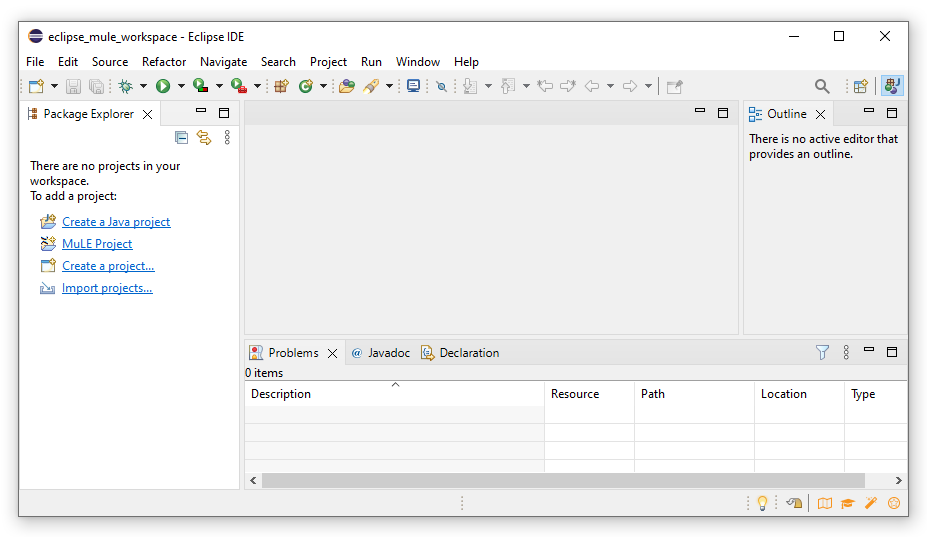 eclipse_mule_workspace - Eclipse IDE
File Edit Source Refactor Navigate Search Project Run Window Help
Package Explorer
There are no projects in your
workspace.
To add a project:
Create a Java project
MuLE Project
Create a project...
Import projects...
Outline
There is no active editor that
provides an outline.
Problems @ Javadoc Declaration
0 items
Description Resource Path Location Type